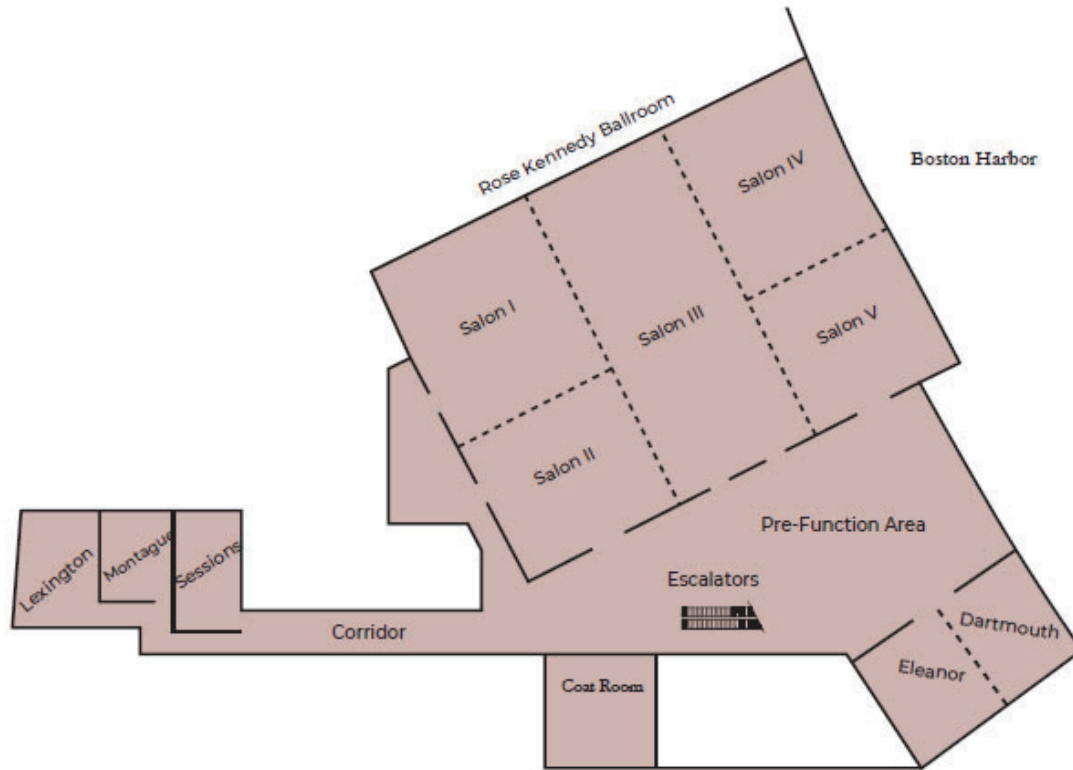 Rose Kennedy Ballroom
Boston Harbor
Salon IV
Salon I
Salon III
Salon V
Salon II
Pre-Function Area
Lexington
Montague
Sessions
Escalators
Corridor
Dartmouth
Eleanor
Coat Room